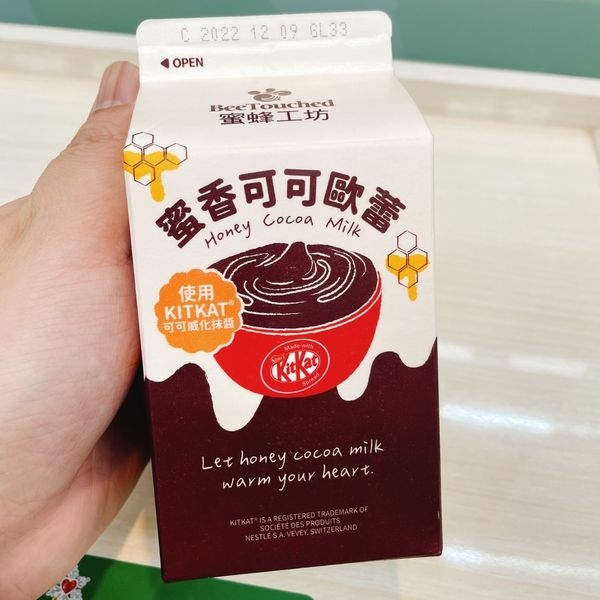 C 2022 12 09 GL33
OPEN
BeeTouched
蜜蜂工坊
蜜香可可歐蕾
Honey Cocoa Milk
使用
KITKAT®
可可威化抹醬
Made with
KitKat
Spread
Let honey cocoa milk
warm your heart.
KITKAT® IS A REGISTERED TRADEMARK OF
SOCIÉTÉ DES PRODUITS
NESTLÉ S.A. VEVEY, SWITZERLAND